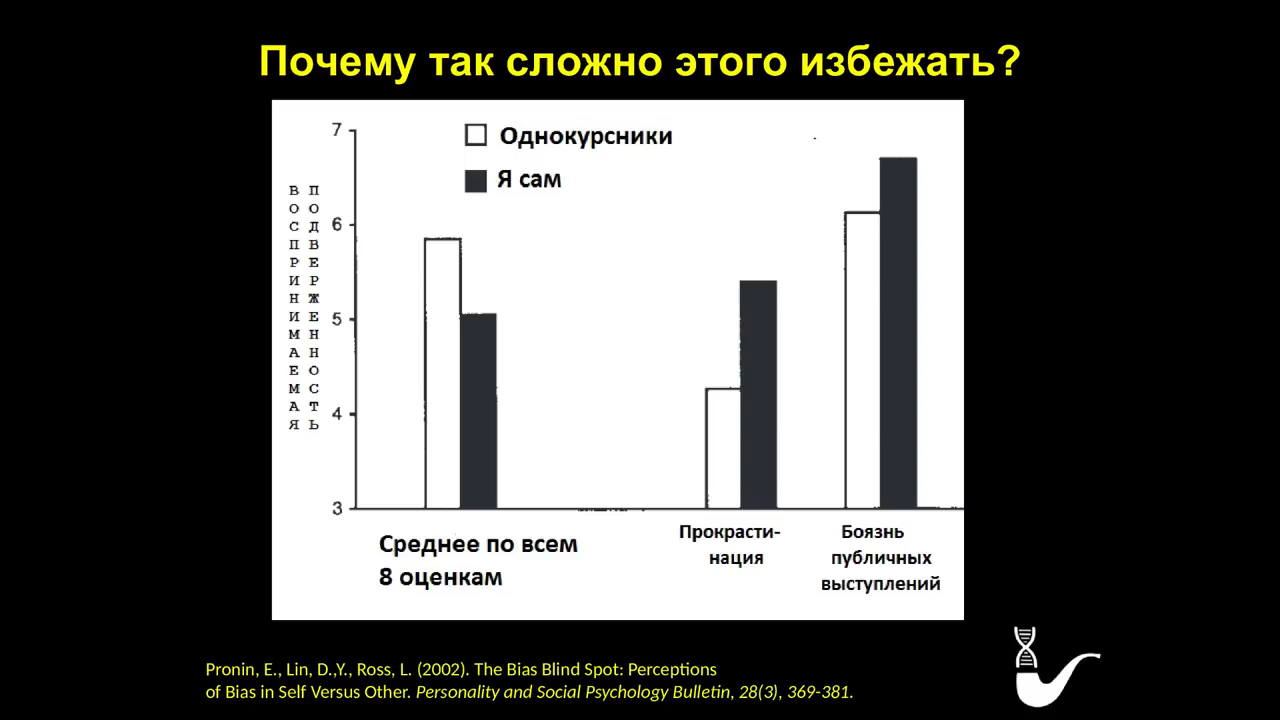 Почему так сложно этого избежать?
Однокурсники
Я сам
ВОСПРИНИМАЕМАЯ
ПОДВЕРЖЕННОСТЬ
7
6
5
4
3
Среднее по всем
8 оценкам
Прокрасти-
нация
Боязнь
публичных
выступлений
Pronin, E., Lin, D.,Y., Ross, L. (2002). The Bias Blind Spot: Perceptions
of Bias in Self Versus Other. Personality and Social Psychology Bulletin, 28(3), 369-381.